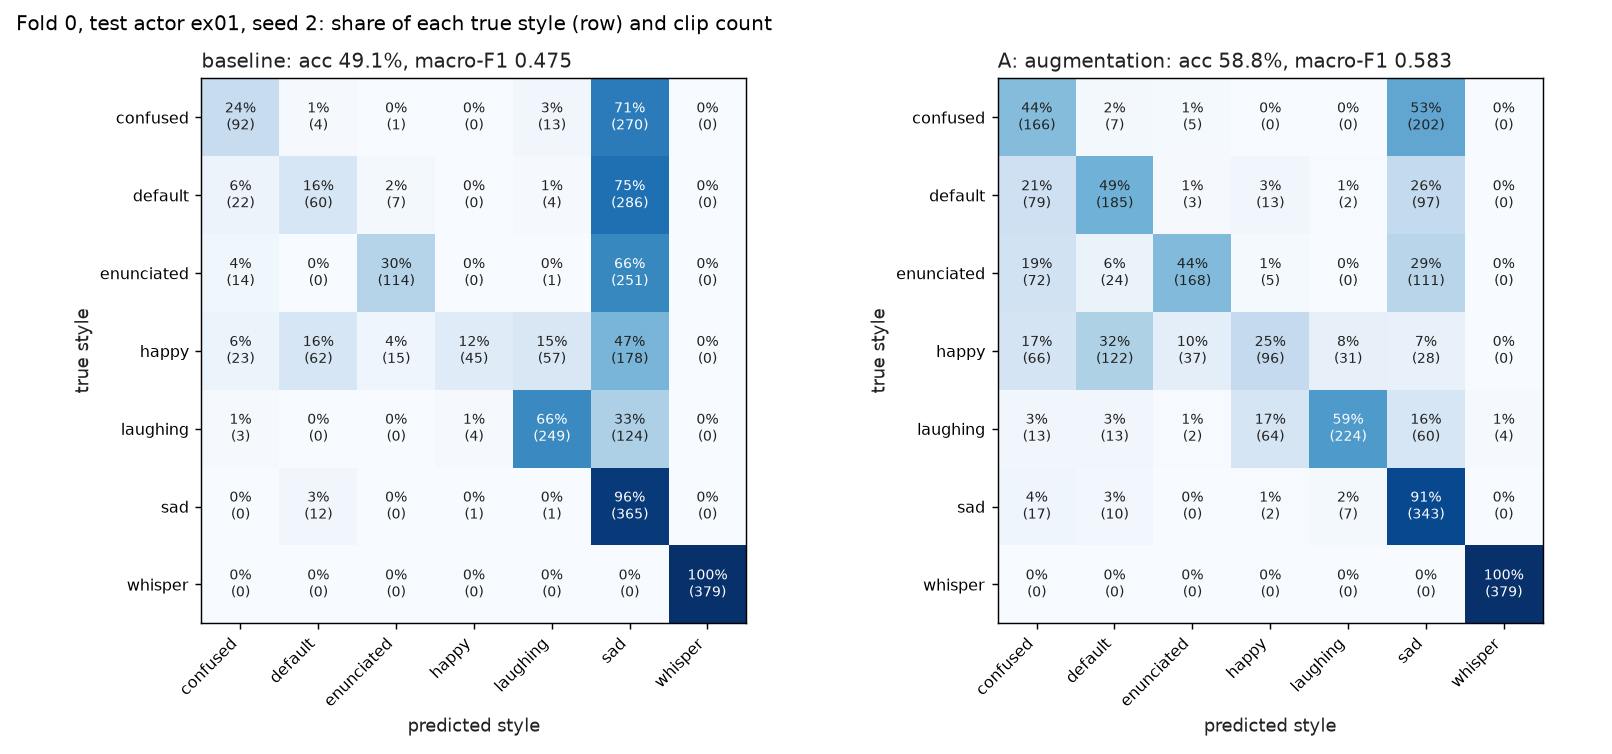 Fold 0, test actor ex01, seed 2: share of each true style (row) and clip count
baseline: acc 49.1%, macro-F1 0.475
true style
confused 24% 1% 0% 0% 3% 71% 0%
(92) (4) (1) (0) (13) (270) (0)
default 6% 16% 2% 0% 1% 75% 0%
(22) (60) (7) (0) (4) (286) (0)
enunciated 4% 0% 30% 0% 0% 66% 0%
(14) (0) (114) (0) (1) (251) (0)
happy 6% 16% 4% 12% 15% 47% 0%
(23) (62) (15) (45) (57) (178) (0)
laughing 1% 0% 0% 1% 66% 33% 0%
(3) (0) (0) (4) (249) (124) (0)
sad 0% 3% 0% 0% 0% 96% 0%
(0) (12) (0) (1) (1) (365) (0)
whisper 0% 0% 0% 0% 0% 0% 100%
(0) (0) (0) (0) (0) (0) (379)
confused default enunciated happy laughing sad whisper
predicted style
A: augmentation: acc 58.8%, macro-F1 0.583
true style
confused 44% 2% 1% 0% 0% 53% 0%
(166) (7) (5) (0) (0) (202) (0)
default 21% 49% 1% 3% 1% 26% 0%
(79) (185) (3) (13) (2) (97) (0)
enunciated 19% 6% 44% 1% 0% 29% 0%
(72) (24) (168) (5) (0) (111) (0)
happy 17% 32% 10% 25% 8% 7% 0%
(66) (122) (37) (96) (31) (28) (0)
laughing 3% 3% 1% 17% 59% 16% 1%
(13) (13) (2) (64) (224) (60) (4)
sad 4% 3% 0% 1% 2% 91% 0%
(17) (10) (0) (2) (7) (343) (0)
whisper 0% 0% 0% 0% 0% 0% 100%
(0) (0) (0) (0) (0) (0) (379)
confused default enunciated happy laughing sad whisper
predicted style